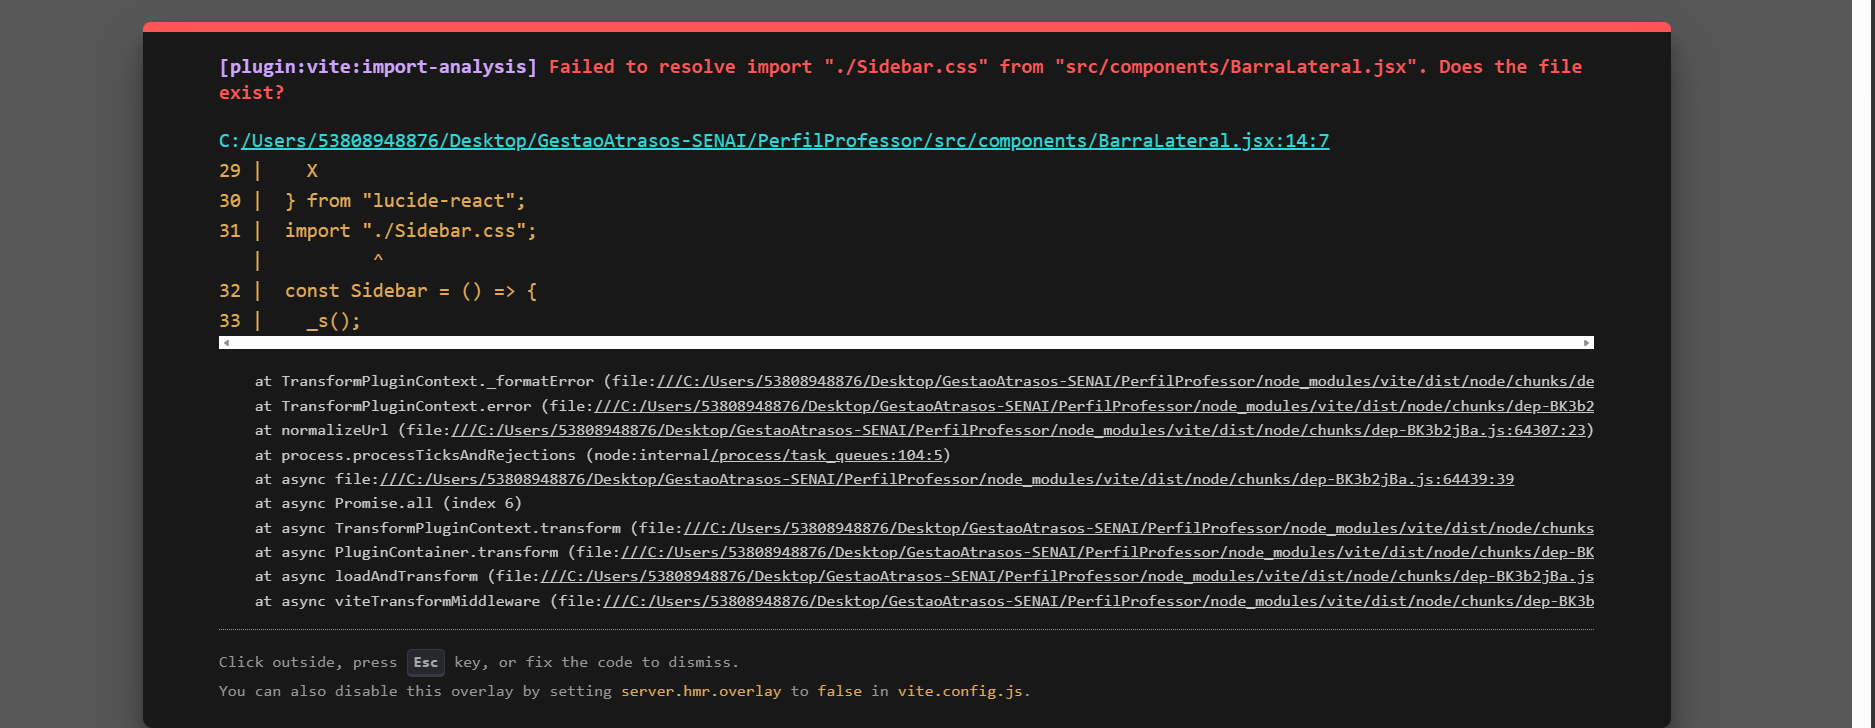 [plugin:vite:import-analysis] Failed to resolve import "./Sidebar.css" from "src/components/BarraLateral.jsx". Does the file
exist?
C:/Users/53808948876/Desktop/GestaoAtrasos-SENAI/PerfilProfessor/src/components/BarraLateral.jsx:14:7
29 |    X
30 |  } from "lucide-react";
31 |  import "./Sidebar.css";
   |          ^
32 |  const Sidebar = () => {
33 |    _s();
at TransformPluginContext._formatError (file:///C:/Users/53808948876/Desktop/GestaoAtrasos-SENAI/PerfilProfessor/node_modules/vite/dist/node/chunks/de
at TransformPluginContext.error (file:///C:/Users/53808948876/Desktop/GestaoAtrasos-SENAI/PerfilProfessor/node_modules/vite/dist/node/chunks/dep-BK3b2
at normalizeUrl (file:///C:/Users/53808948876/Desktop/GestaoAtrasos-SENAI/PerfilProfessor/node_modules/vite/dist/node/chunks/dep-BK3b2jBa.js:64307:23)
at process.processTicksAndRejections (node:internal/process/task_queues:104:5)
at async file:///C:/Users/53808948876/Desktop/GestaoAtrasos-SENAI/PerfilProfessor/node_modules/vite/dist/node/chunks/dep-BK3b2jBa.js:64439:39
at async Promise.all (index 6)
at async TransformPluginContext.transform (file:///C:/Users/53808948876/Desktop/GestaoAtrasos-SENAI/PerfilProfessor/node_modules/vite/dist/node/chunks
at async PluginContainer.transform (file:///C:/Users/53808948876/Desktop/GestaoAtrasos-SENAI/PerfilProfessor/node_modules/vite/dist/node/chunks/dep-BK
at async loadAndTransform (file:///C:/Users/53808948876/Desktop/GestaoAtrasos-SENAI/PerfilProfessor/node_modules/vite/dist/node/chunks/dep-BK3b2jBa.js
at async viteTransformMiddleware (file:///C:/Users/53808948876/Desktop/GestaoAtrasos-SENAI/PerfilProfessor/node_modules/vite/dist/node/chunks/dep-BK3b
Click outside, press Esc key, or fix the code to dismiss.
You can also disable this overlay by setting server.hmr.overlay to false in vite.config.js.